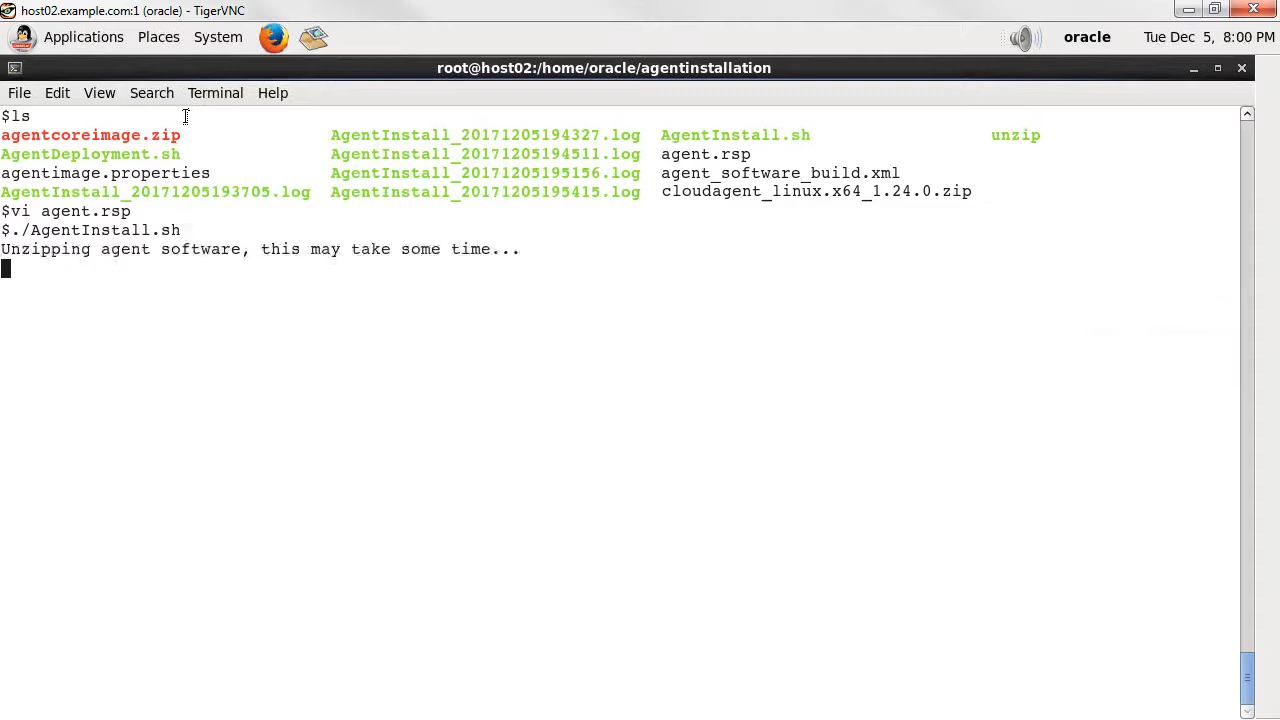 host02.example.com:1 (oracle) - TigerVNC
Applications Places System oracle Tue Dec 5, 8:00 PM
root@host02:/home/oracle/agentinstallation
File Edit View Search Terminal Help
$ls
agentcoreimage.zip AgentInstall_20171205194327.log AgentInstall.sh unzip
AgentDeployment.sh AgentInstall_20171205194511.log agent.rsp
agentimage.properties AgentInstall_20171205195156.log agent_software_build.xml
AgentInstall_20171205193705.log AgentInstall_20171205195415.log cloudagent_linux.x64_1.24.0.zip
$vi agent.rsp
$./AgentInstall.sh
Unzipping agent software, this may take some time...